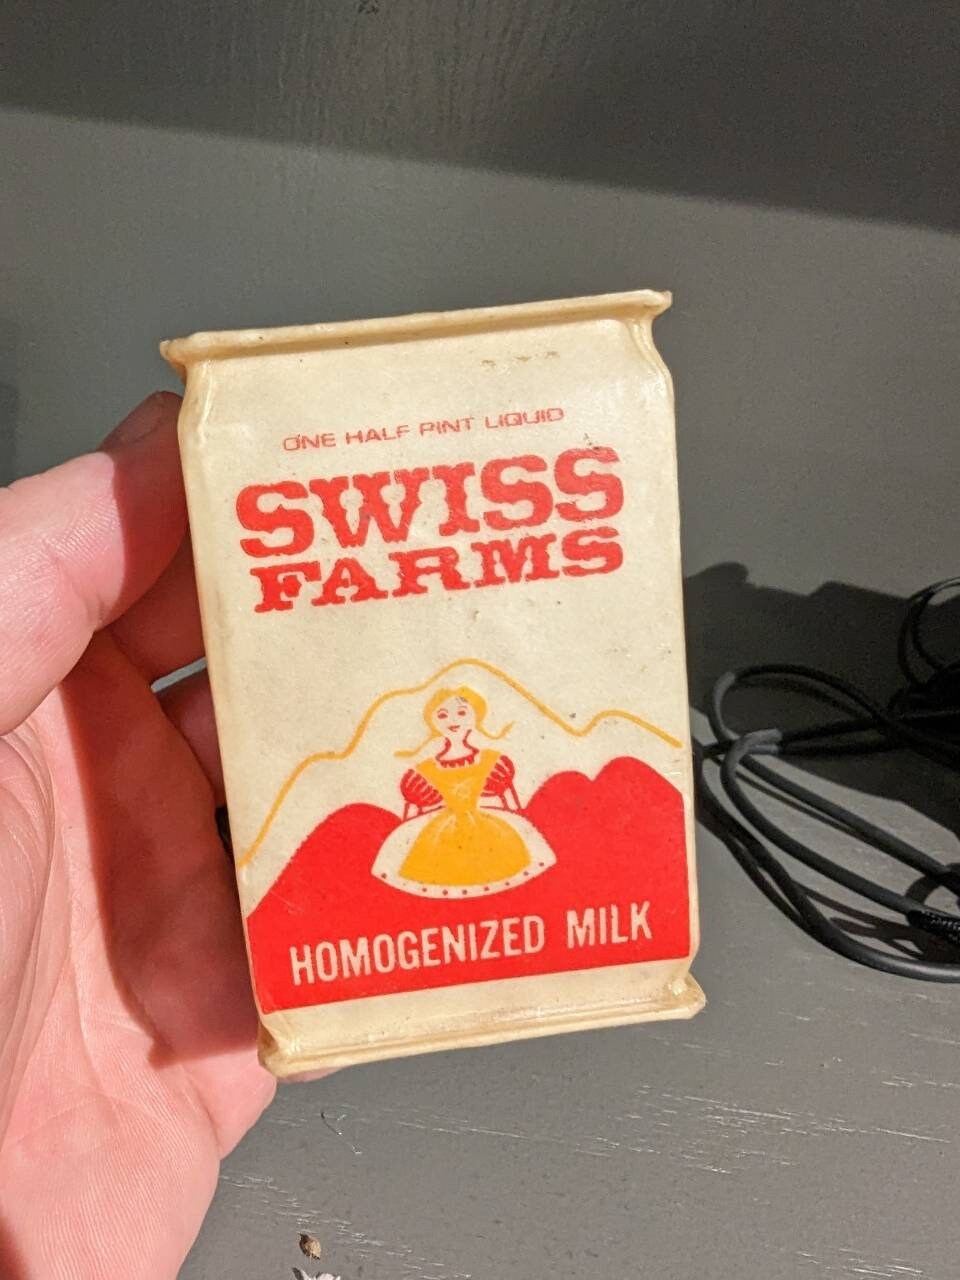 ONE HALF PINT LIQUID
SWISS
FARMS
HOMOGENIZED MILK